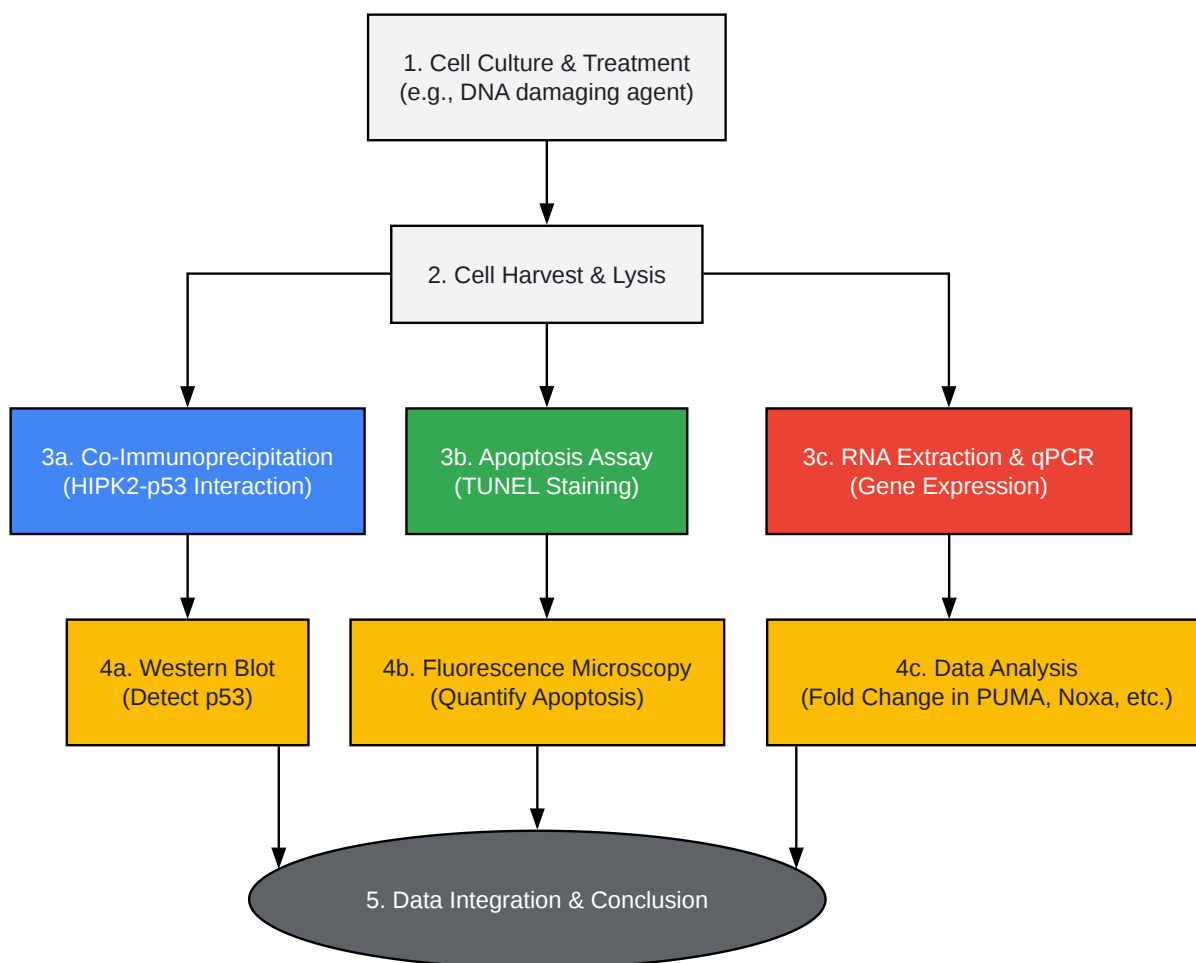 1. Cell Culture & Treatment
(e.g., DNA damaging agent)
2. Cell Harvest & Lysis
3a. Co-Immunoprecipitation
(HIPK2-p53 Interaction)
3b. Apoptosis Assay
(TUNEL Staining)
3c. RNA Extraction & qPCR
(Gene Expression)
4a. Western Blot
(Detect p53)
4b. Fluorescence Microscopy
(Quantify Apoptosis)
4c. Data Analysis
(Fold Change in PUMA, Noxa, etc.)
5. Data Integration & Conclusion